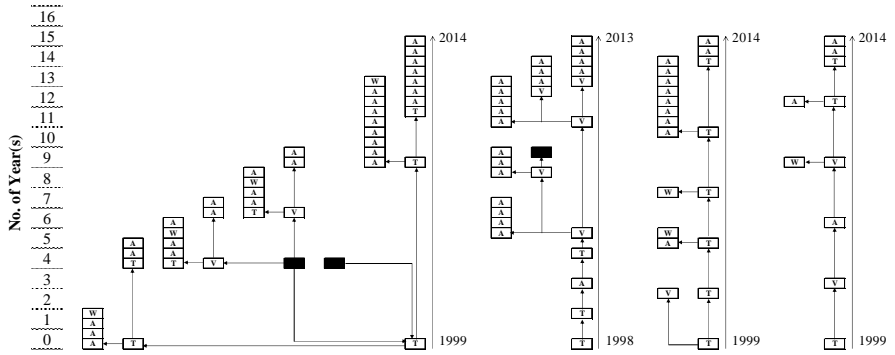 No. of Year(s)
16
15 A 2014 A 2013 A 2014 A 2014
A A A A
14 A A A A T T
A A A A
13 W A A A V A
A A A V A
12 A A A A A T
A T A A
11 A A V A
A A T
10 A
A A A
9 A A T A W V
A A V
8 W
A W T
7 A A A
A T V A
6 A A A
W A V W
5 A A A T
A A T
4 T T V
3 A V
V T
2
W T
1 A
A
0 A T T 1999 T 1998 T 1999 T 1999